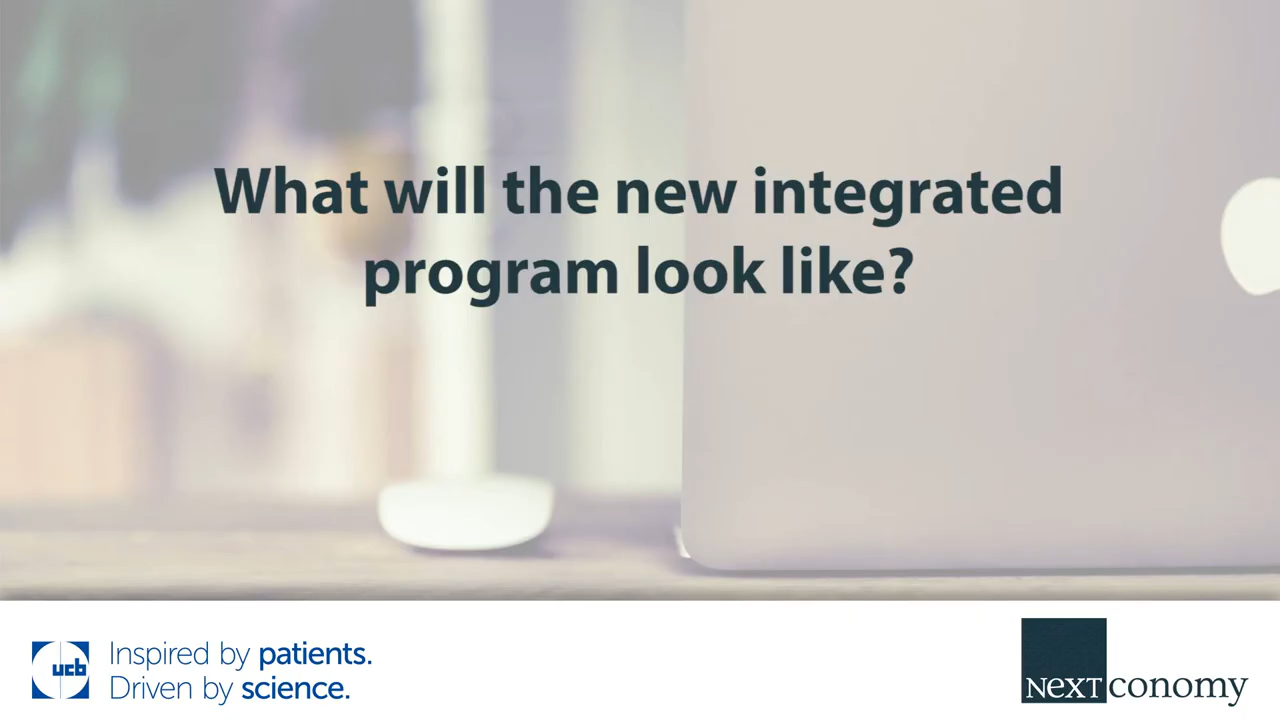 What will the new integrated
program look like?
ucb
Inspired by patients.
Driven by science.
NEXTconomy